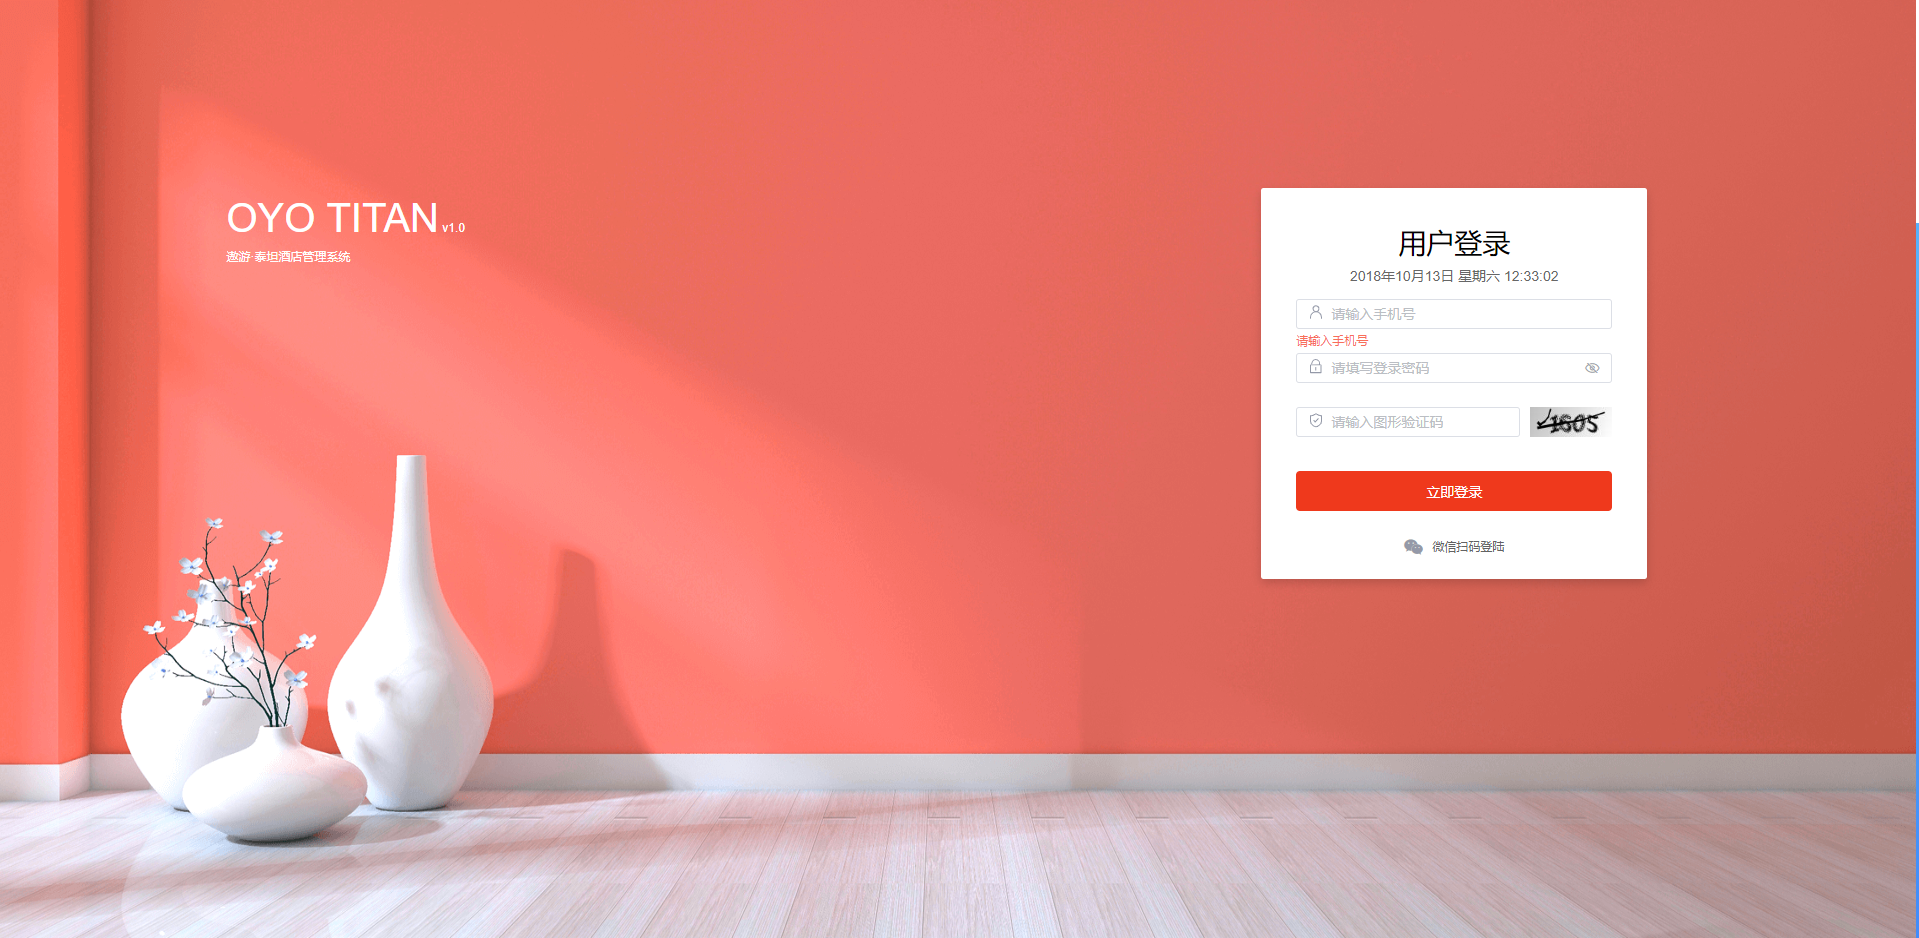 OYO TITAN v1.0
遨游·泰坦酒店管理系统
用户登录
2018年10月13日 星期六 12:33:02
请输入手机号
请输入手机号
请填写登录密码
请输入图形验证码
立即登录
微信扫码登陆